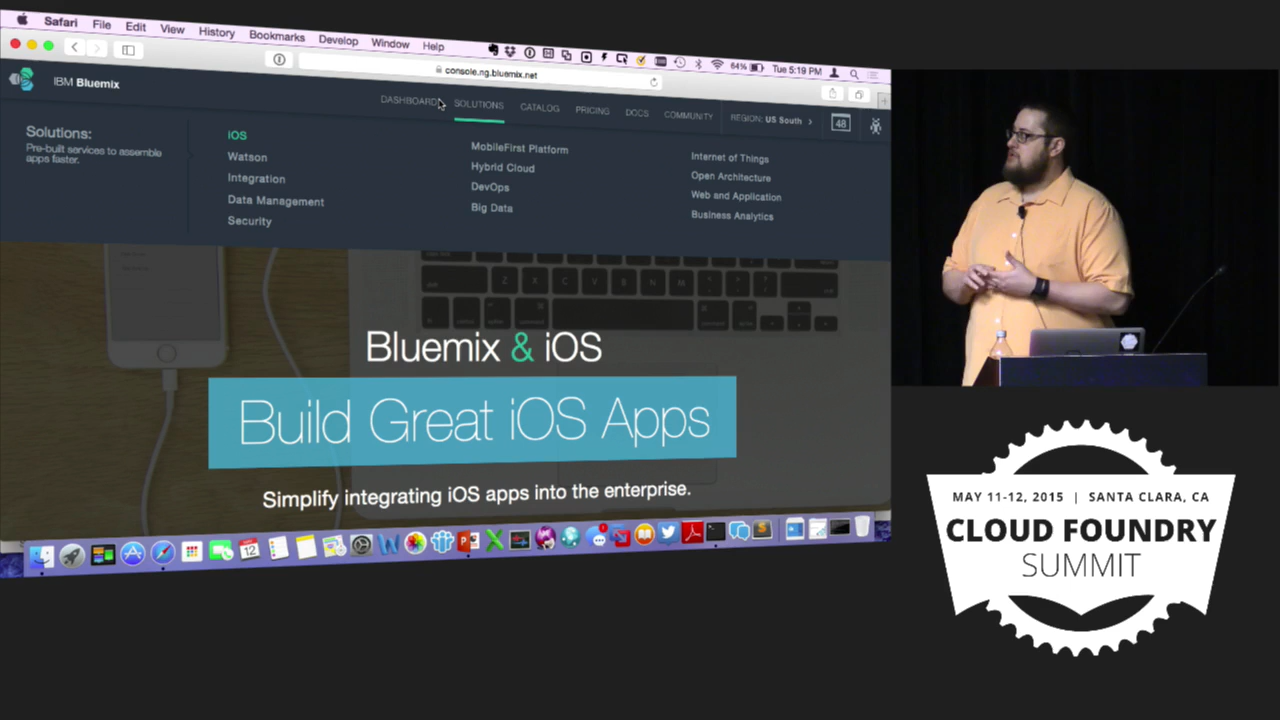 Safari File Edit View History Bookmarks Develop Window Help 64% Tue 5:19 PM
console.ng.bluemix.net
IBM Bluemix
DASHBOARD SOLUTIONS CATALOG PRICING DOCS COMMUNITY REGION: US South 48
Solutions:
Pre-built services to assemble
apps faster.
iOS
Watson
Integration
Data Management
Security
MobileFirst Platform
Hybrid Cloud
DevOps
Big Data
Internet of Things
Open Architecture
Web and Application
Business Analytics
Bluemix & iOS
Build Great iOS Apps
Simplify integrating iOS apps into the enterprise.
12
MAY 11-12, 2015 | SANTA CLARA, CA
CLOUD FOUNDRY
SUMMIT